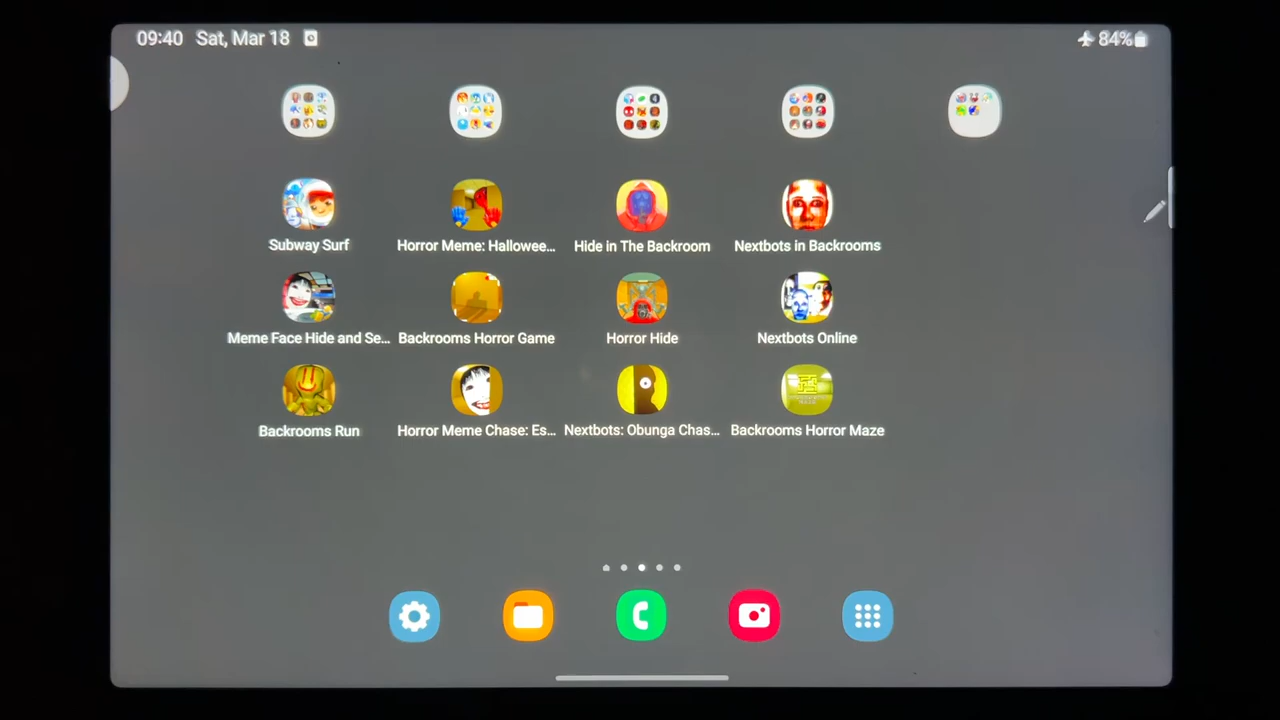 09:40 Sat, Mar 18 84%
Subway Surf Horror Meme: Hallowee... Hide in The Backroom Nextbots in Backrooms
Meme Face Hide and Se... Backrooms Horror Game Horror Hide Nextbots Online
Backrooms Run Horror Meme Chase: Es... Nextbots: Obunga Chas... Backrooms Horror Maze